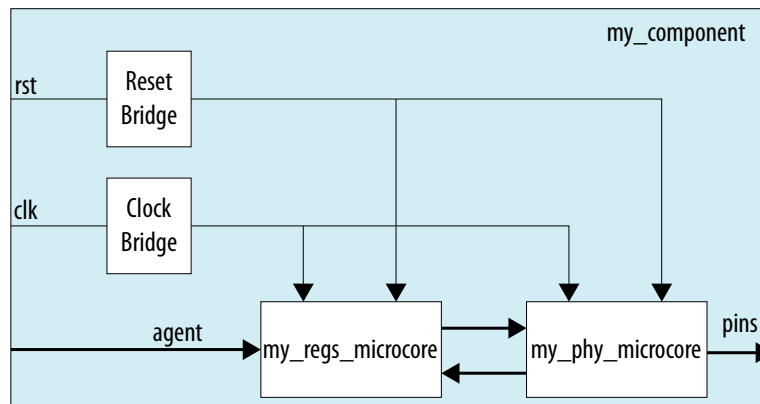 my_component
rst
Reset
Bridge
clk
Clock
Bridge
agent
my_regs_microcore
my_phy_microcore
pins